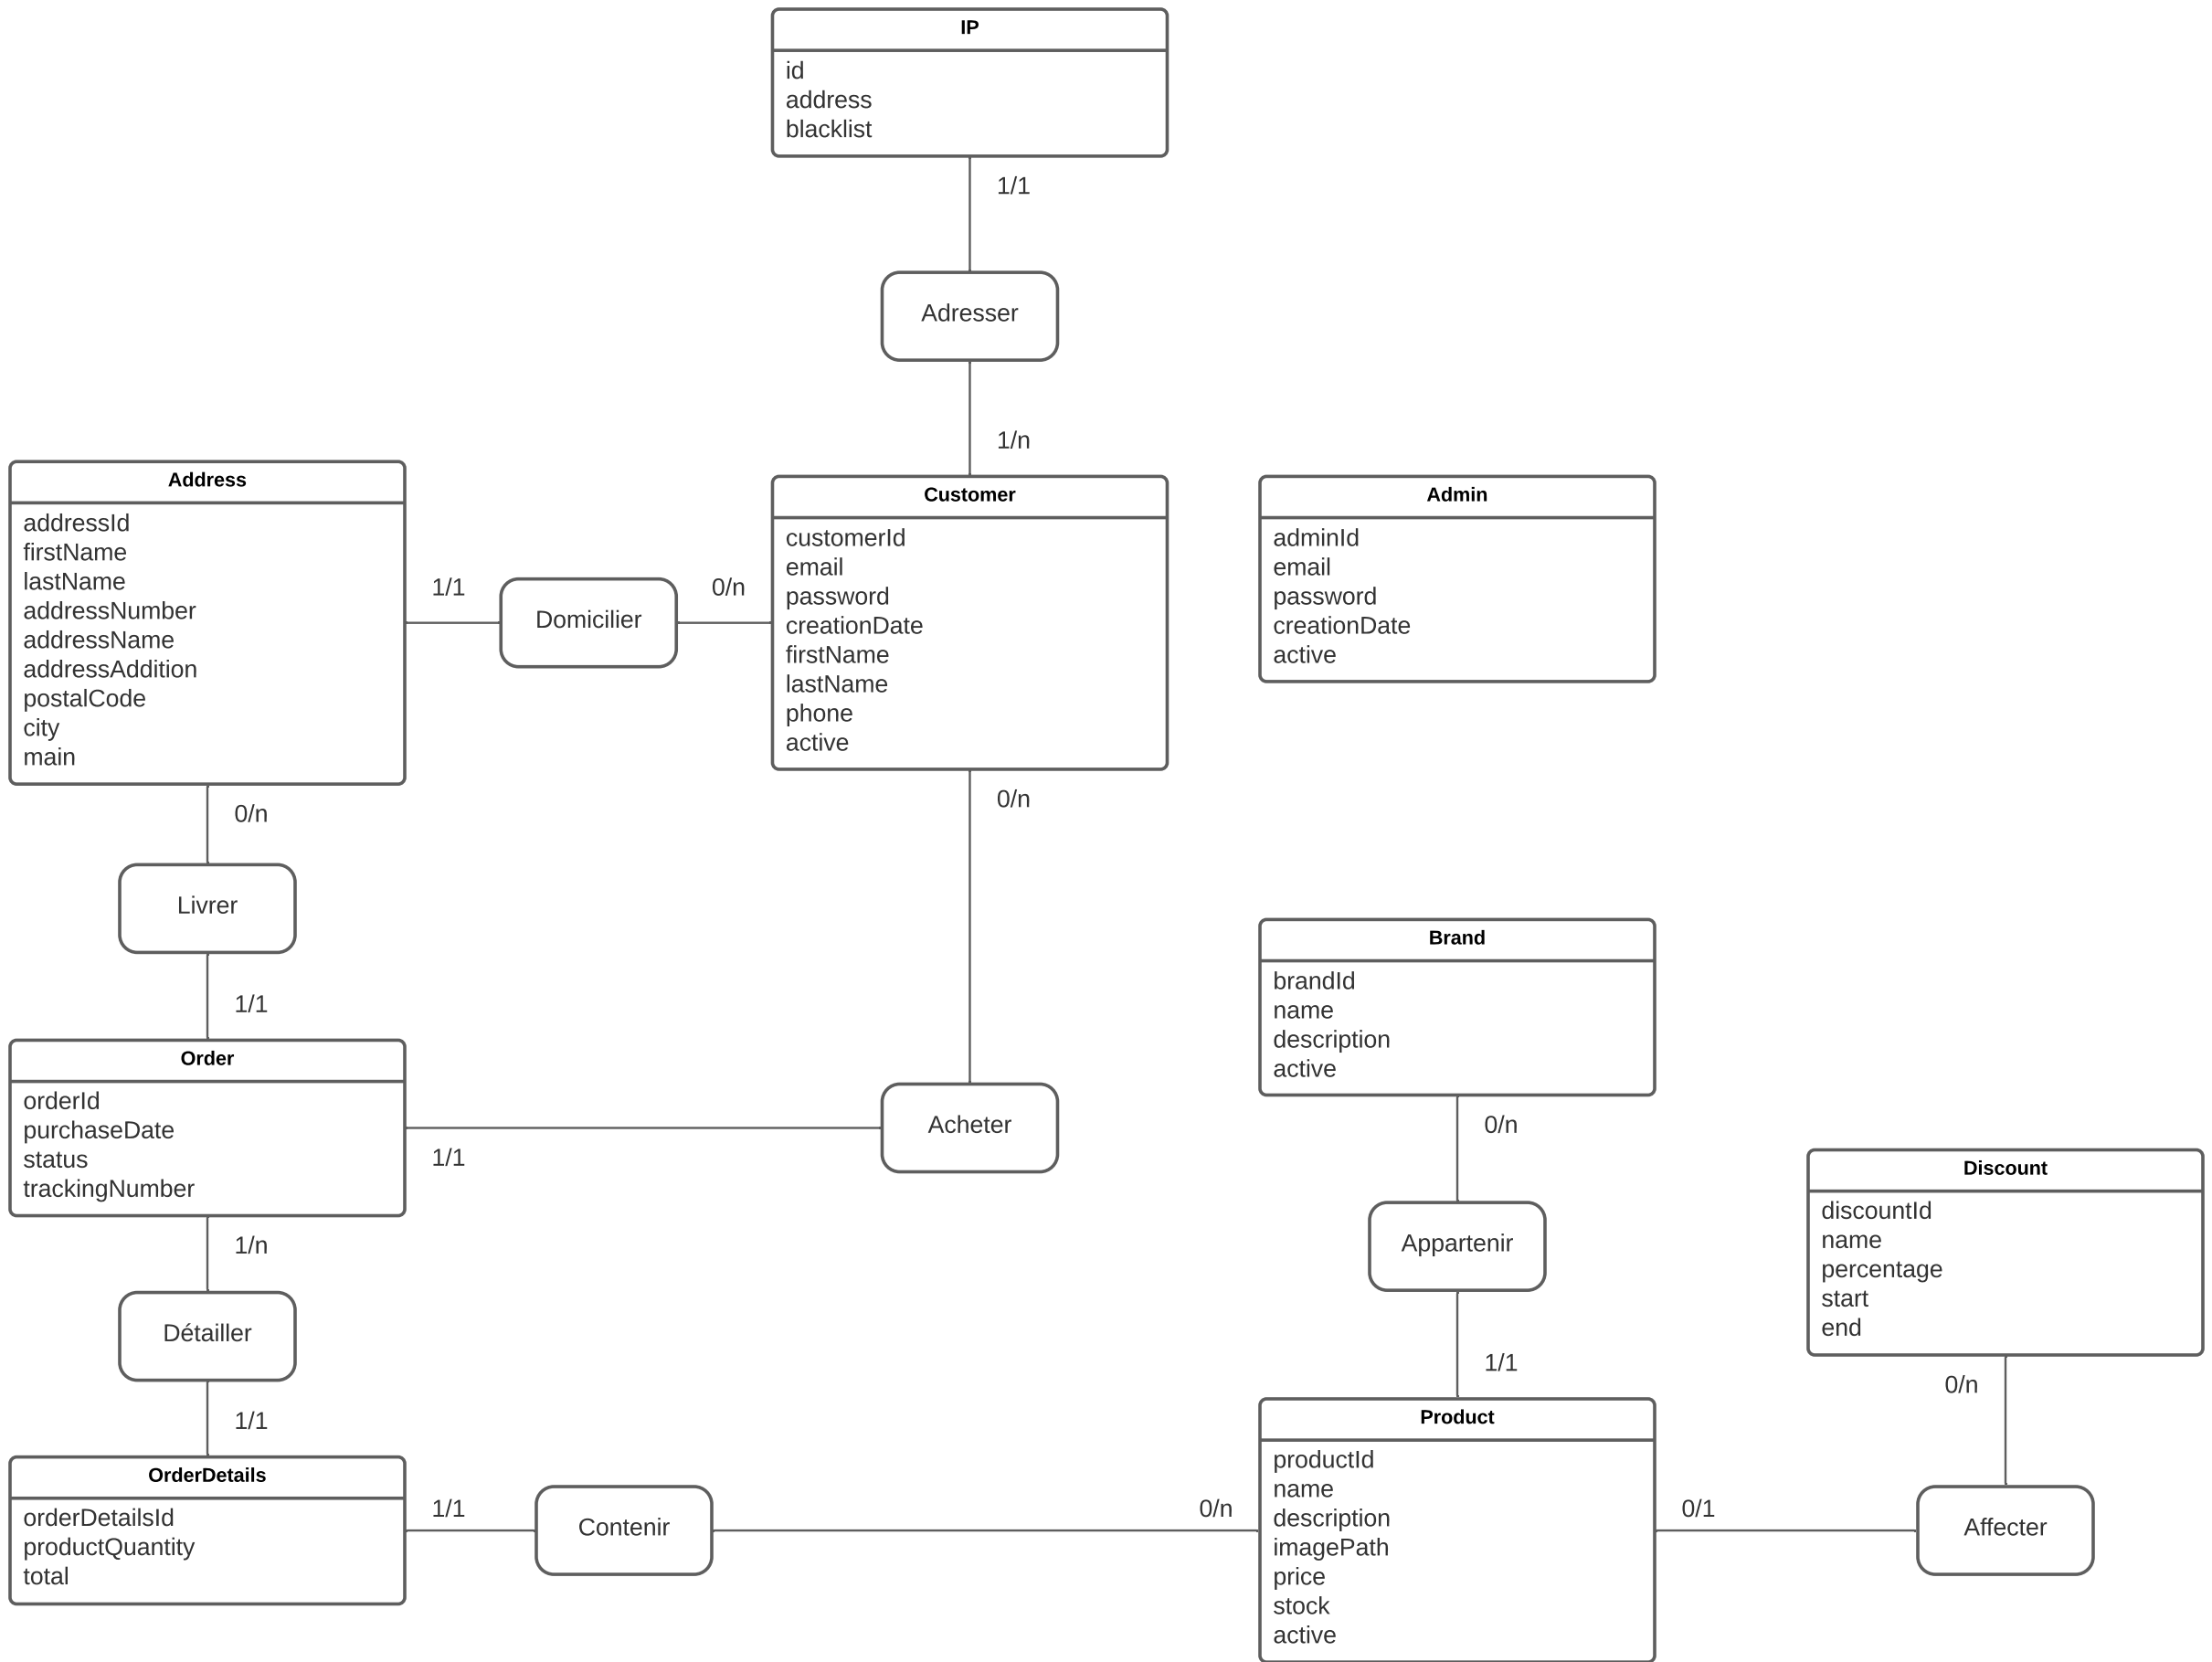 IP
id
address
blacklist
1/1
Adresser
1/n
Address
addressId
firstName
lastName
addressNumber
addressName
addressAddition
postalCode
city
main
1/1
Domicilier
0/n
Customer
customerId
email
password
creationDate
firstName
lastName
phone
active
Admin
adminId
email
password
creationDate
active
0/n
Livrer
1/1
0/n
Order
orderId
purchaseDate
status
trackingNumber
1/1
Acheter
Brand
brandId
name
description
active
0/n
Appartenir
1/1
Discount
discountId
name
percentage
start
end
0/n
1/n
Détailler
1/1
OrderDetails
orderDetailsId
productQuantity
total
1/1
Contenir
0/n
Product
productId
name
description
imagePath
price
stock
active
0/1
Affecter